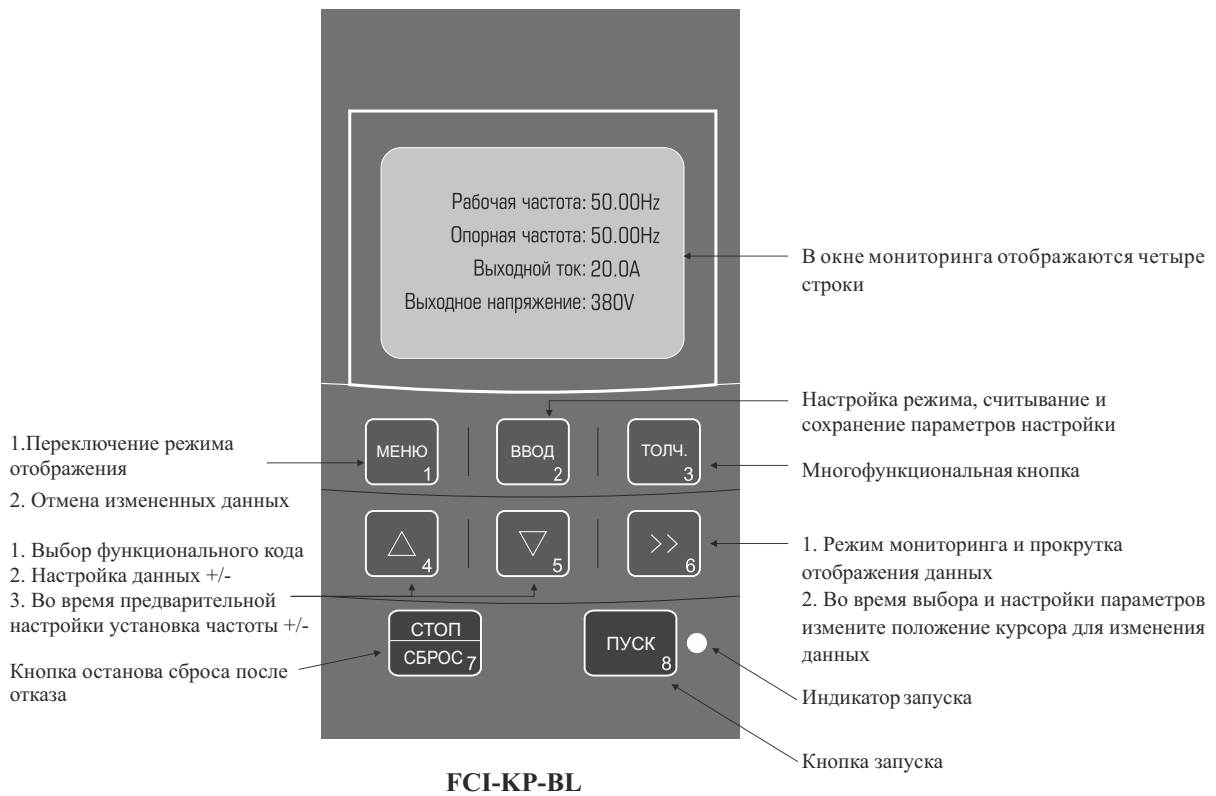 Рабочая частота: 50.00Hz
Опорная частота: 50.00Hz
Выходной ток: 20.0A
Выходное напряжение: 380V
В окне мониторинга отображаются четыре
строки
Настройка режима, считывание и
сохранение параметров настройки
Многофункциональная кнопка
1.Переключение режима
отображения
2. Отмена измененных данных
МЕНЮ
1
ВВОД
2
ТОЛЧ.
3
1. Выбор функционального кода
2. Настройка данных +/-
3. Во время предварительной
настройки установка частоты +/-
△
4
▽
5
>>
6
1. Режим мониторинга и прокрутка
отображения данных
2. Во время выбора и настройки параметров
измените положение курсора для изменения
данных
Кнопка останова сброса после
отказа
СТОП
СБРОС 7
ПУСК
8
Индикатор запуска
Кнопка запуска
FCI-KP-BL